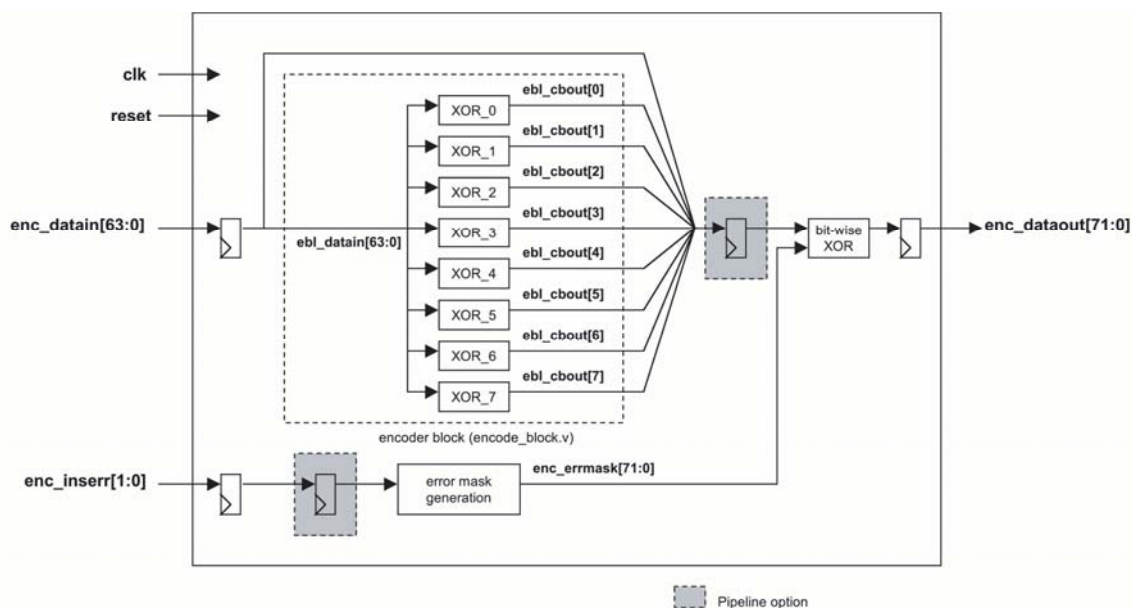 clk
reset
enc_datain[63:0]
ebl_datain[63:0]
XOR_0
XOR_1
XOR_2
XOR_3
XOR_4
XOR_5
XOR_6
XOR_7
ebl_cbout[0]
ebl_cbout[1]
ebl_cbout[2]
ebl_cbout[3]
ebl_cbout[4]
ebl_cbout[5]
ebl_cbout[6]
ebl_cbout[7]
encoder block (encode_block.v)
bit-wise
XOR
enc_dataout[71:0]
enc_inserr[1:0]
error mask
generation
enc_errmask[71:0]
Pipeline option